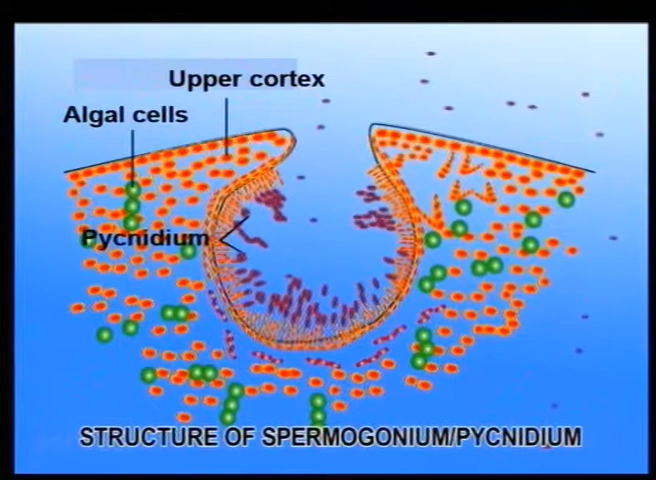 Upper cortex
Algal cells
Pycnidium
STRUCTURE OF SPERMOGONIUM/PYCNIDIUM